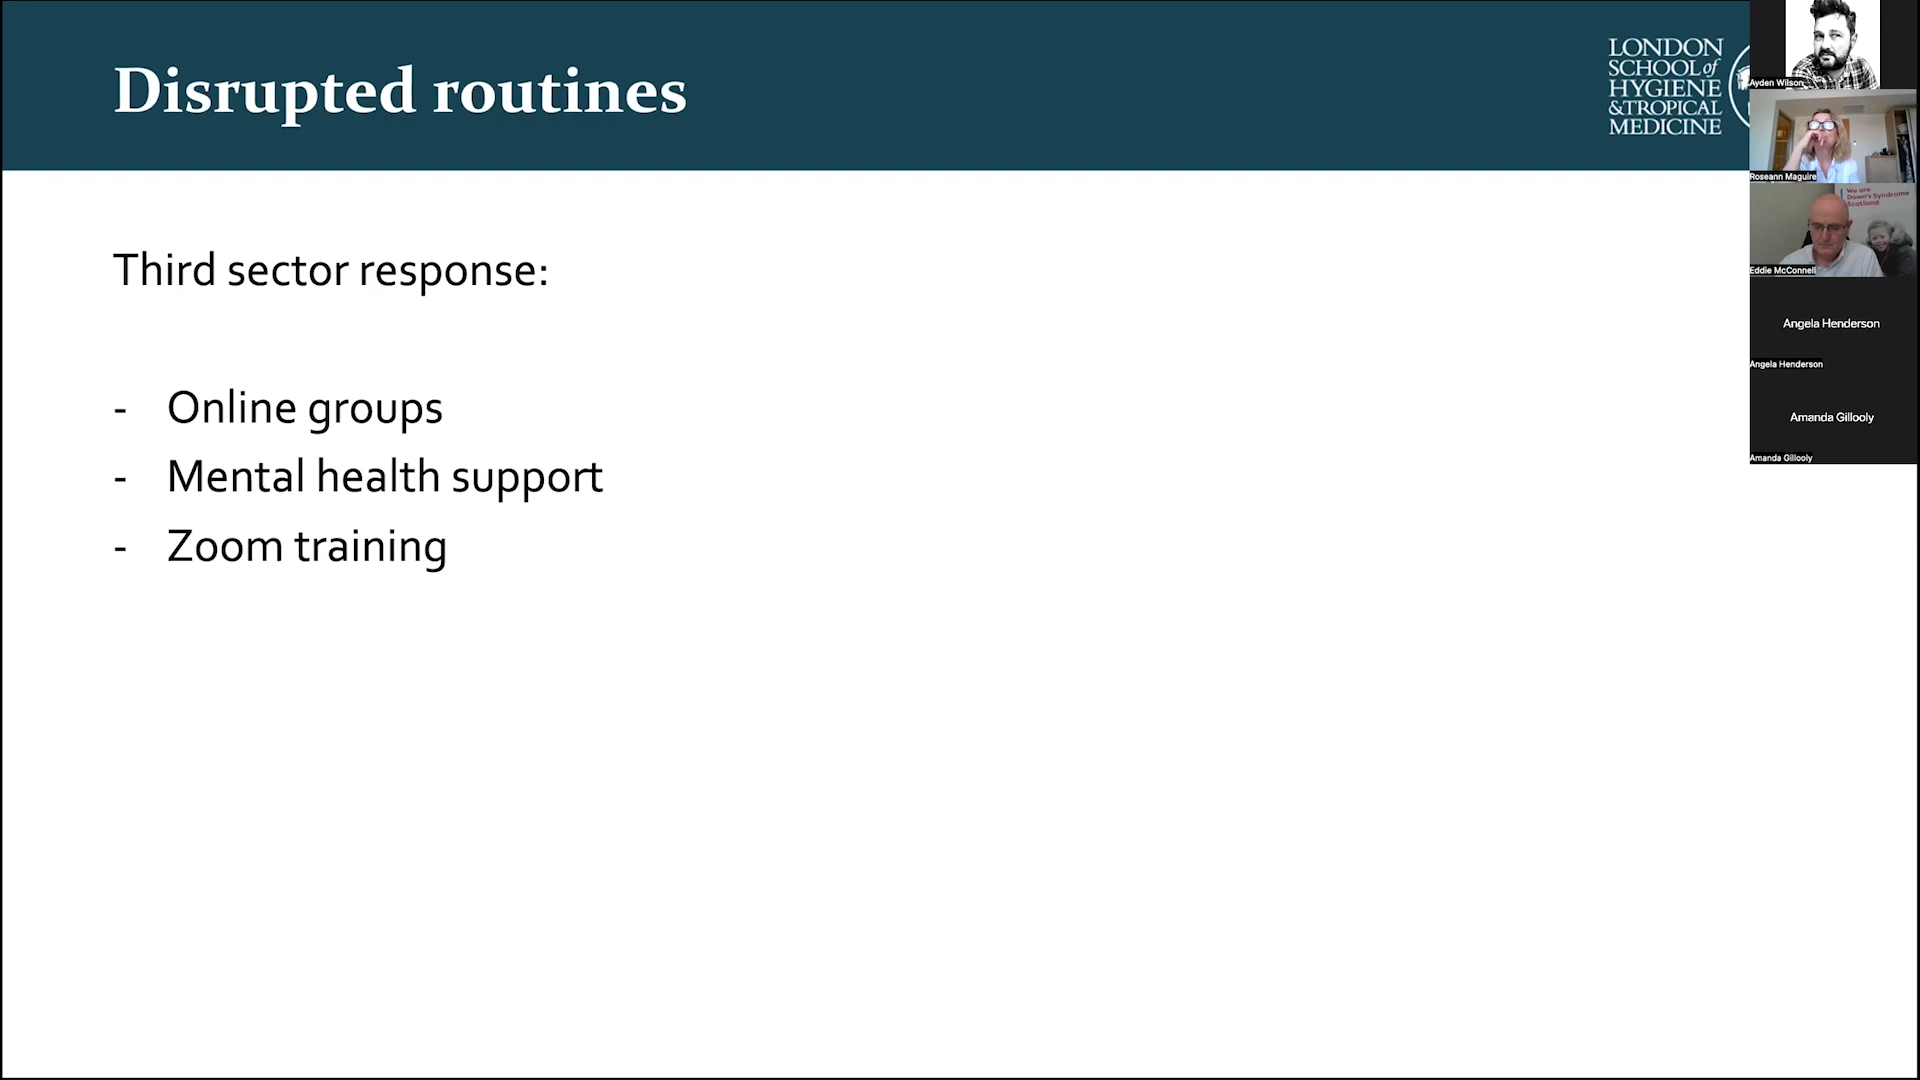 Disrupted routines
LONDON
SCHOOL of
HYGIENE
& TROPICAL
MEDICINE
Third sector response:
- Online groups
- Mental health support
- Zoom training
Ayden Wilson
Roseann Maguire
We are
Down's Syndrome
Scotland
Eddie McConnell
Angela Henderson
Angela Henderson
Amanda Gillooly
Amanda Gillooly